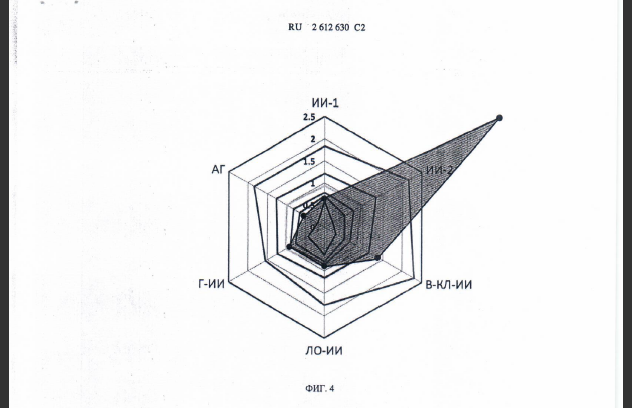 RU 2 612 630 C2
ИИ-1
2.5
2
1.5
1
АГ
ИИ-2
Г-ИИ
В-КЛ-ИИ
ЛО-ИИ
ФИГ. 4